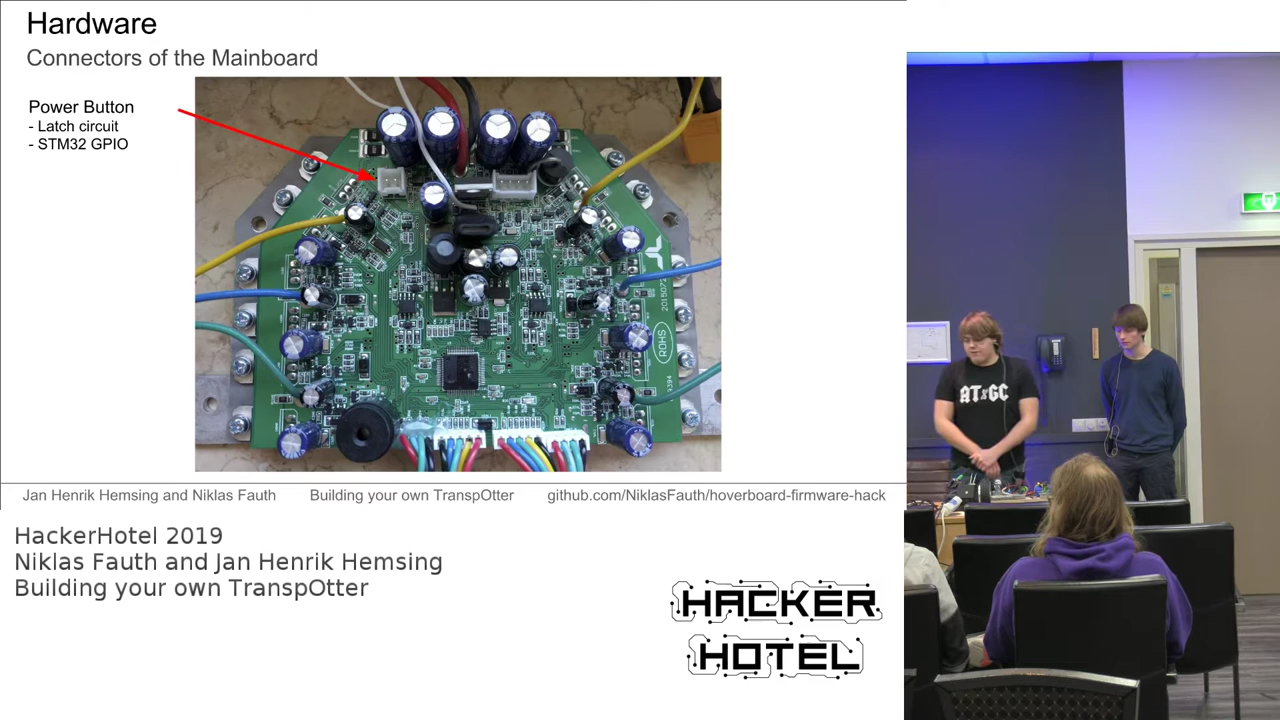 Hardware
Connectors of the Mainboard
Power Button
- Latch circuit
- STM32 GPIO
ROHS
Jan Henrik Hemsing and Niklas Fauth
Building your own TranspOtter
github.com/NiklasFauth/hoverboard-firmware-hack
HackerHotel 2019
Niklas Fauth and Jan Henrik Hemsing
Building your own TranspOtter
HACKER
HOTEL